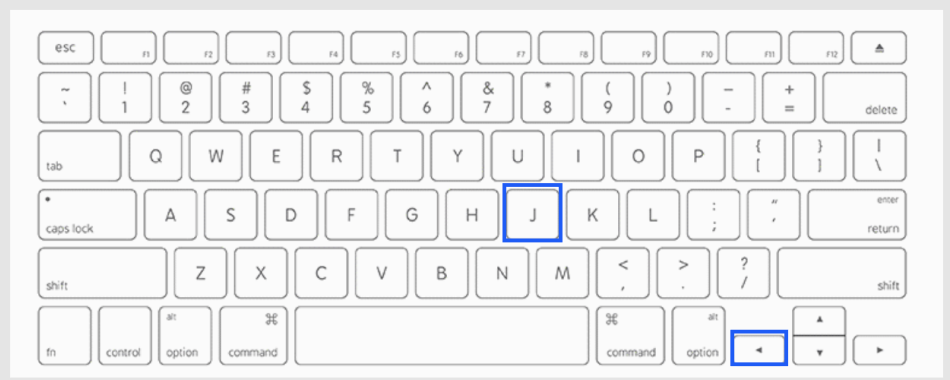 esc F1 F2 F3 F4 F5 F6 F7 F8 F9 F10 F11 F12 ⏏
~ ! @ # $ % ^ & * ( ) — +
` 1 2 3 4 5 6 7 8 9 0 - = delete
tab Q W E R T Y U I O P { [ } ] | \
• caps lock A S D F G H J K L : ; “ ‘ enter return
shift Z X C V B N M < , > . ? / shift
fn control alt option ⌘ command ⌘ command alt option ◄ ▲ ▼ ►